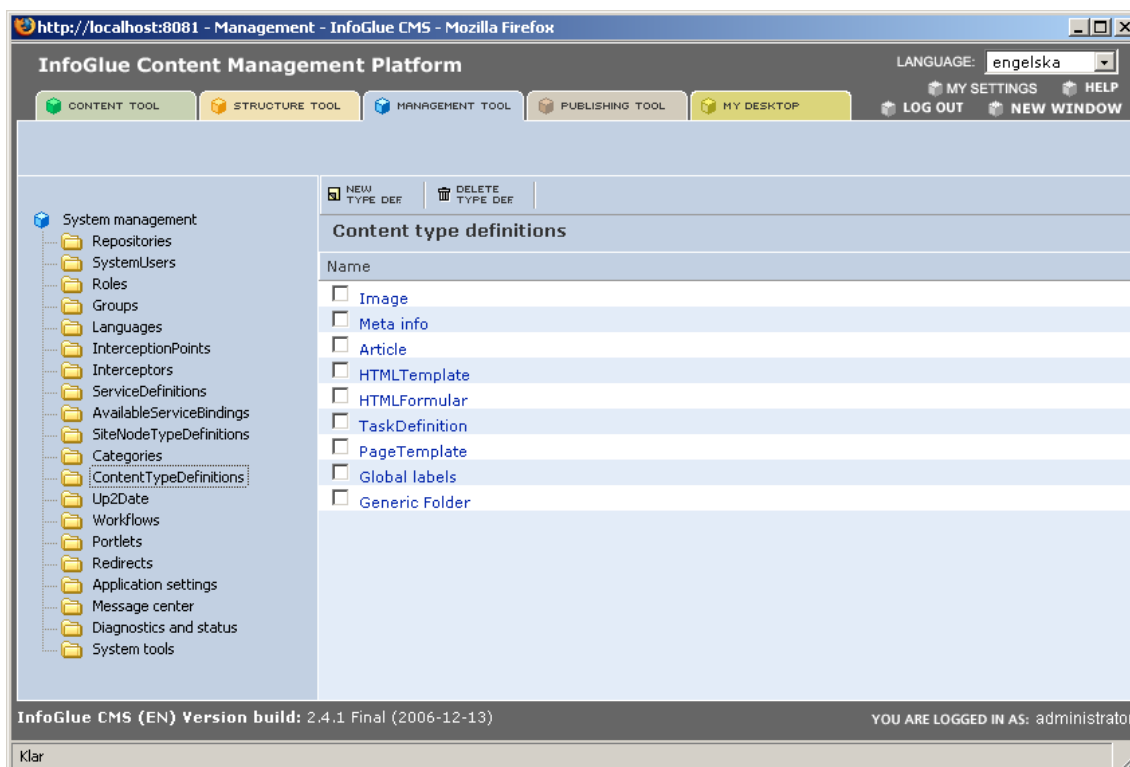 http://localhost:8081 - Management - InfoGlue CMS - Mozilla Firefox
InfoGlue Content Management Platform
LANGUAGE: engelska
MY SETTINGS HELP
LOG OUT NEW WINDOW
CONTENT TOOL STRUCTURE TOOL MANAGEMENT TOOL PUBLISHING TOOL MY DESKTOP
NEW TYPE DEF DELETE TYPE DEF
Content type definitions
Name
Image
Meta info
Article
HTMLTemplate
HTMLFormular
TaskDefinition
PageTemplate
Global labels
Generic Folder
System management
Repositories
SystemUsers
Roles
Groups
Languages
InterceptionPoints
Interceptors
ServiceDefinitions
AvailableServiceBindings
SiteNodeTypeDefinitions
Categories
ContentTypeDefinitions
Up2Date
Workflows
Portlets
Redirects
Application settings
Message center
Diagnostics and status
System tools
InfoGlue CMS (EN) Version build: 2.4.1 Final (2006-12-13)
YOU ARE LOGGED IN AS: administrator
Klar